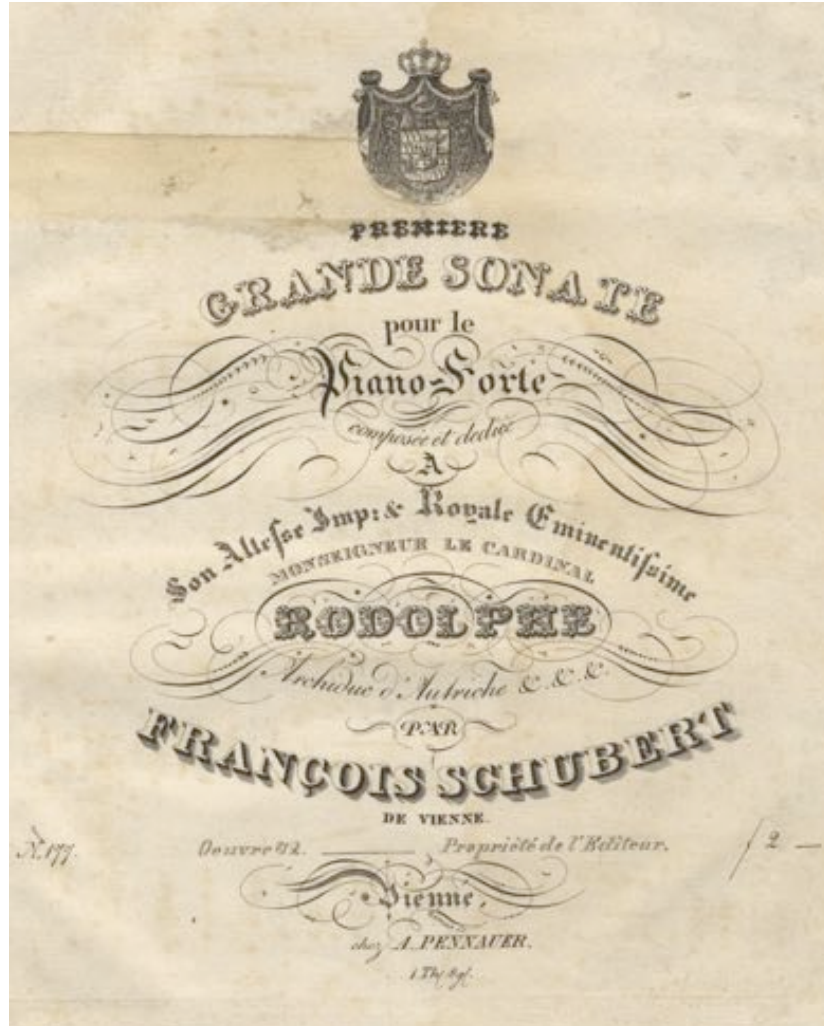 PREMIERE
GRANDE SONATE
pour le
Piano-Forte
composée et dediée
A
Son Altesse Imp: & Royale Eminentissime
MONSEIGNEUR LE CARDINAL
RODOLPHE
Archiduc d'Autriche &. &. &.
PAR
FRANÇOIS SCHUBERT
DE VIENNE.
N. 177. Oeuvre 42. Propriété de l'Editeur. f 2
Vienne,
chez A. PENNAUER.